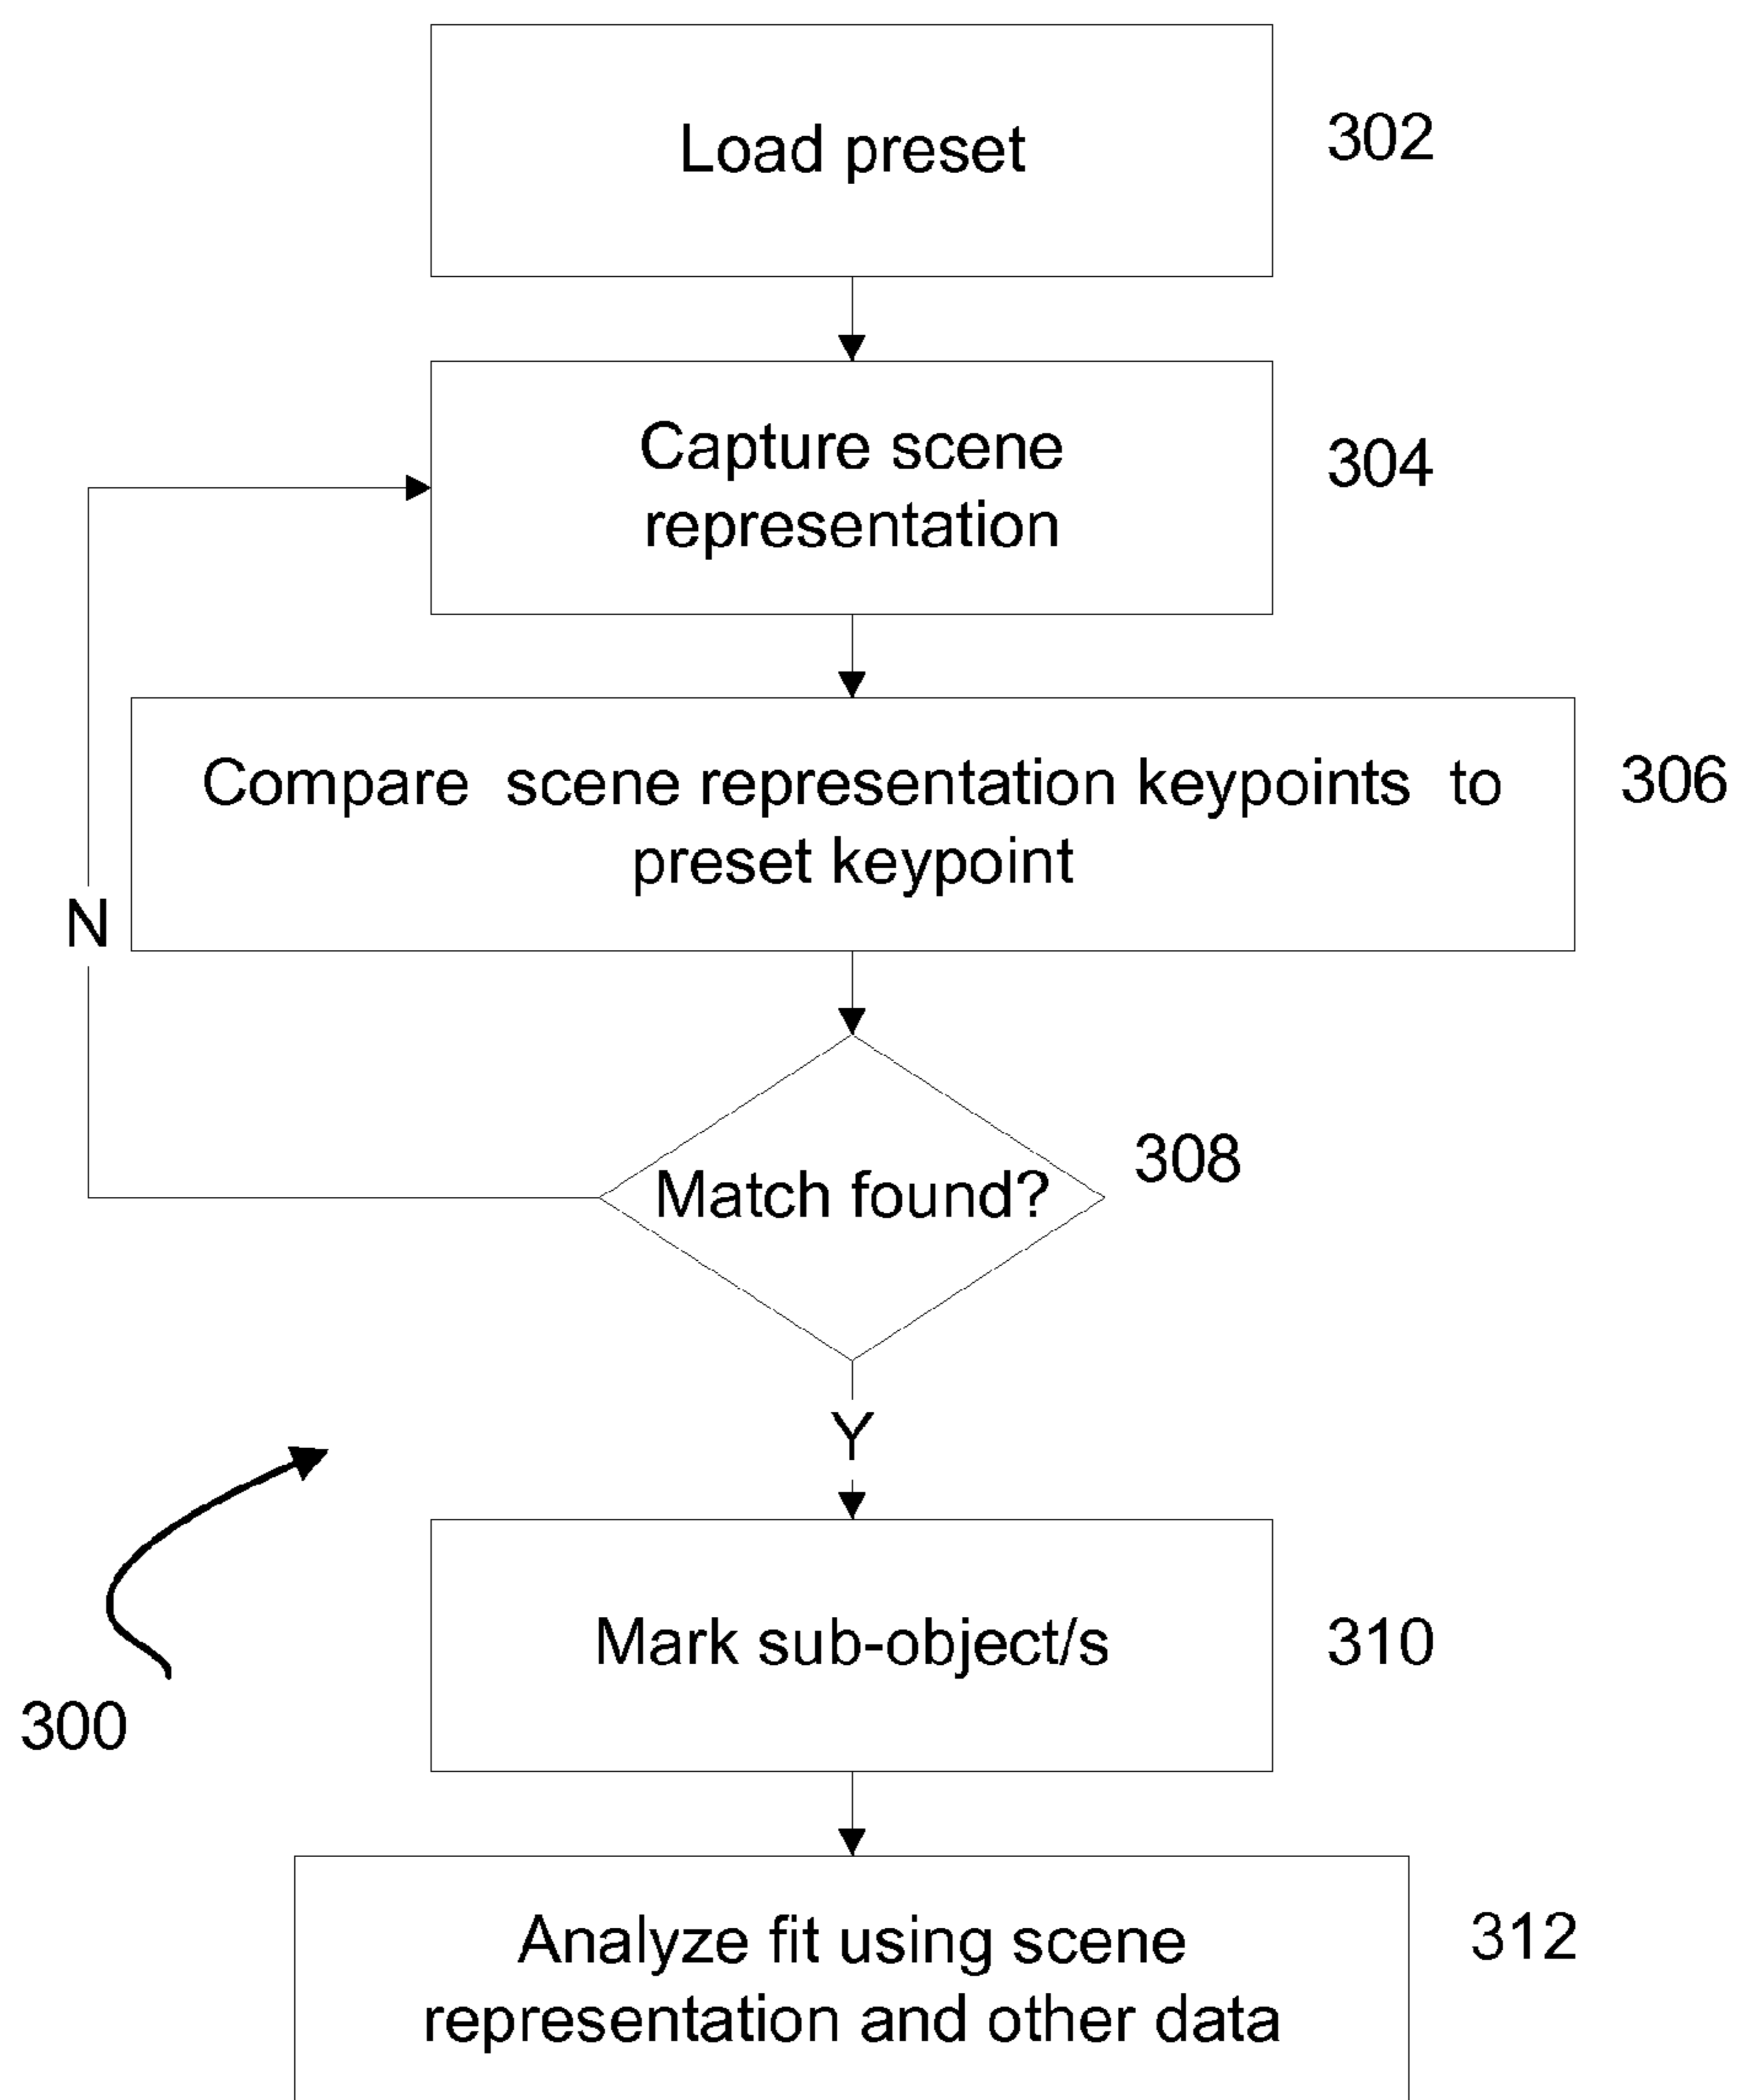 Load preset
302
Capture scene
representation
304
Compare scene representation keypoints to
preset keypoint
306
N
Match found?
308
Y
Mark sub-object/s
310
300
Analyze fit using scene
representation and other data
312